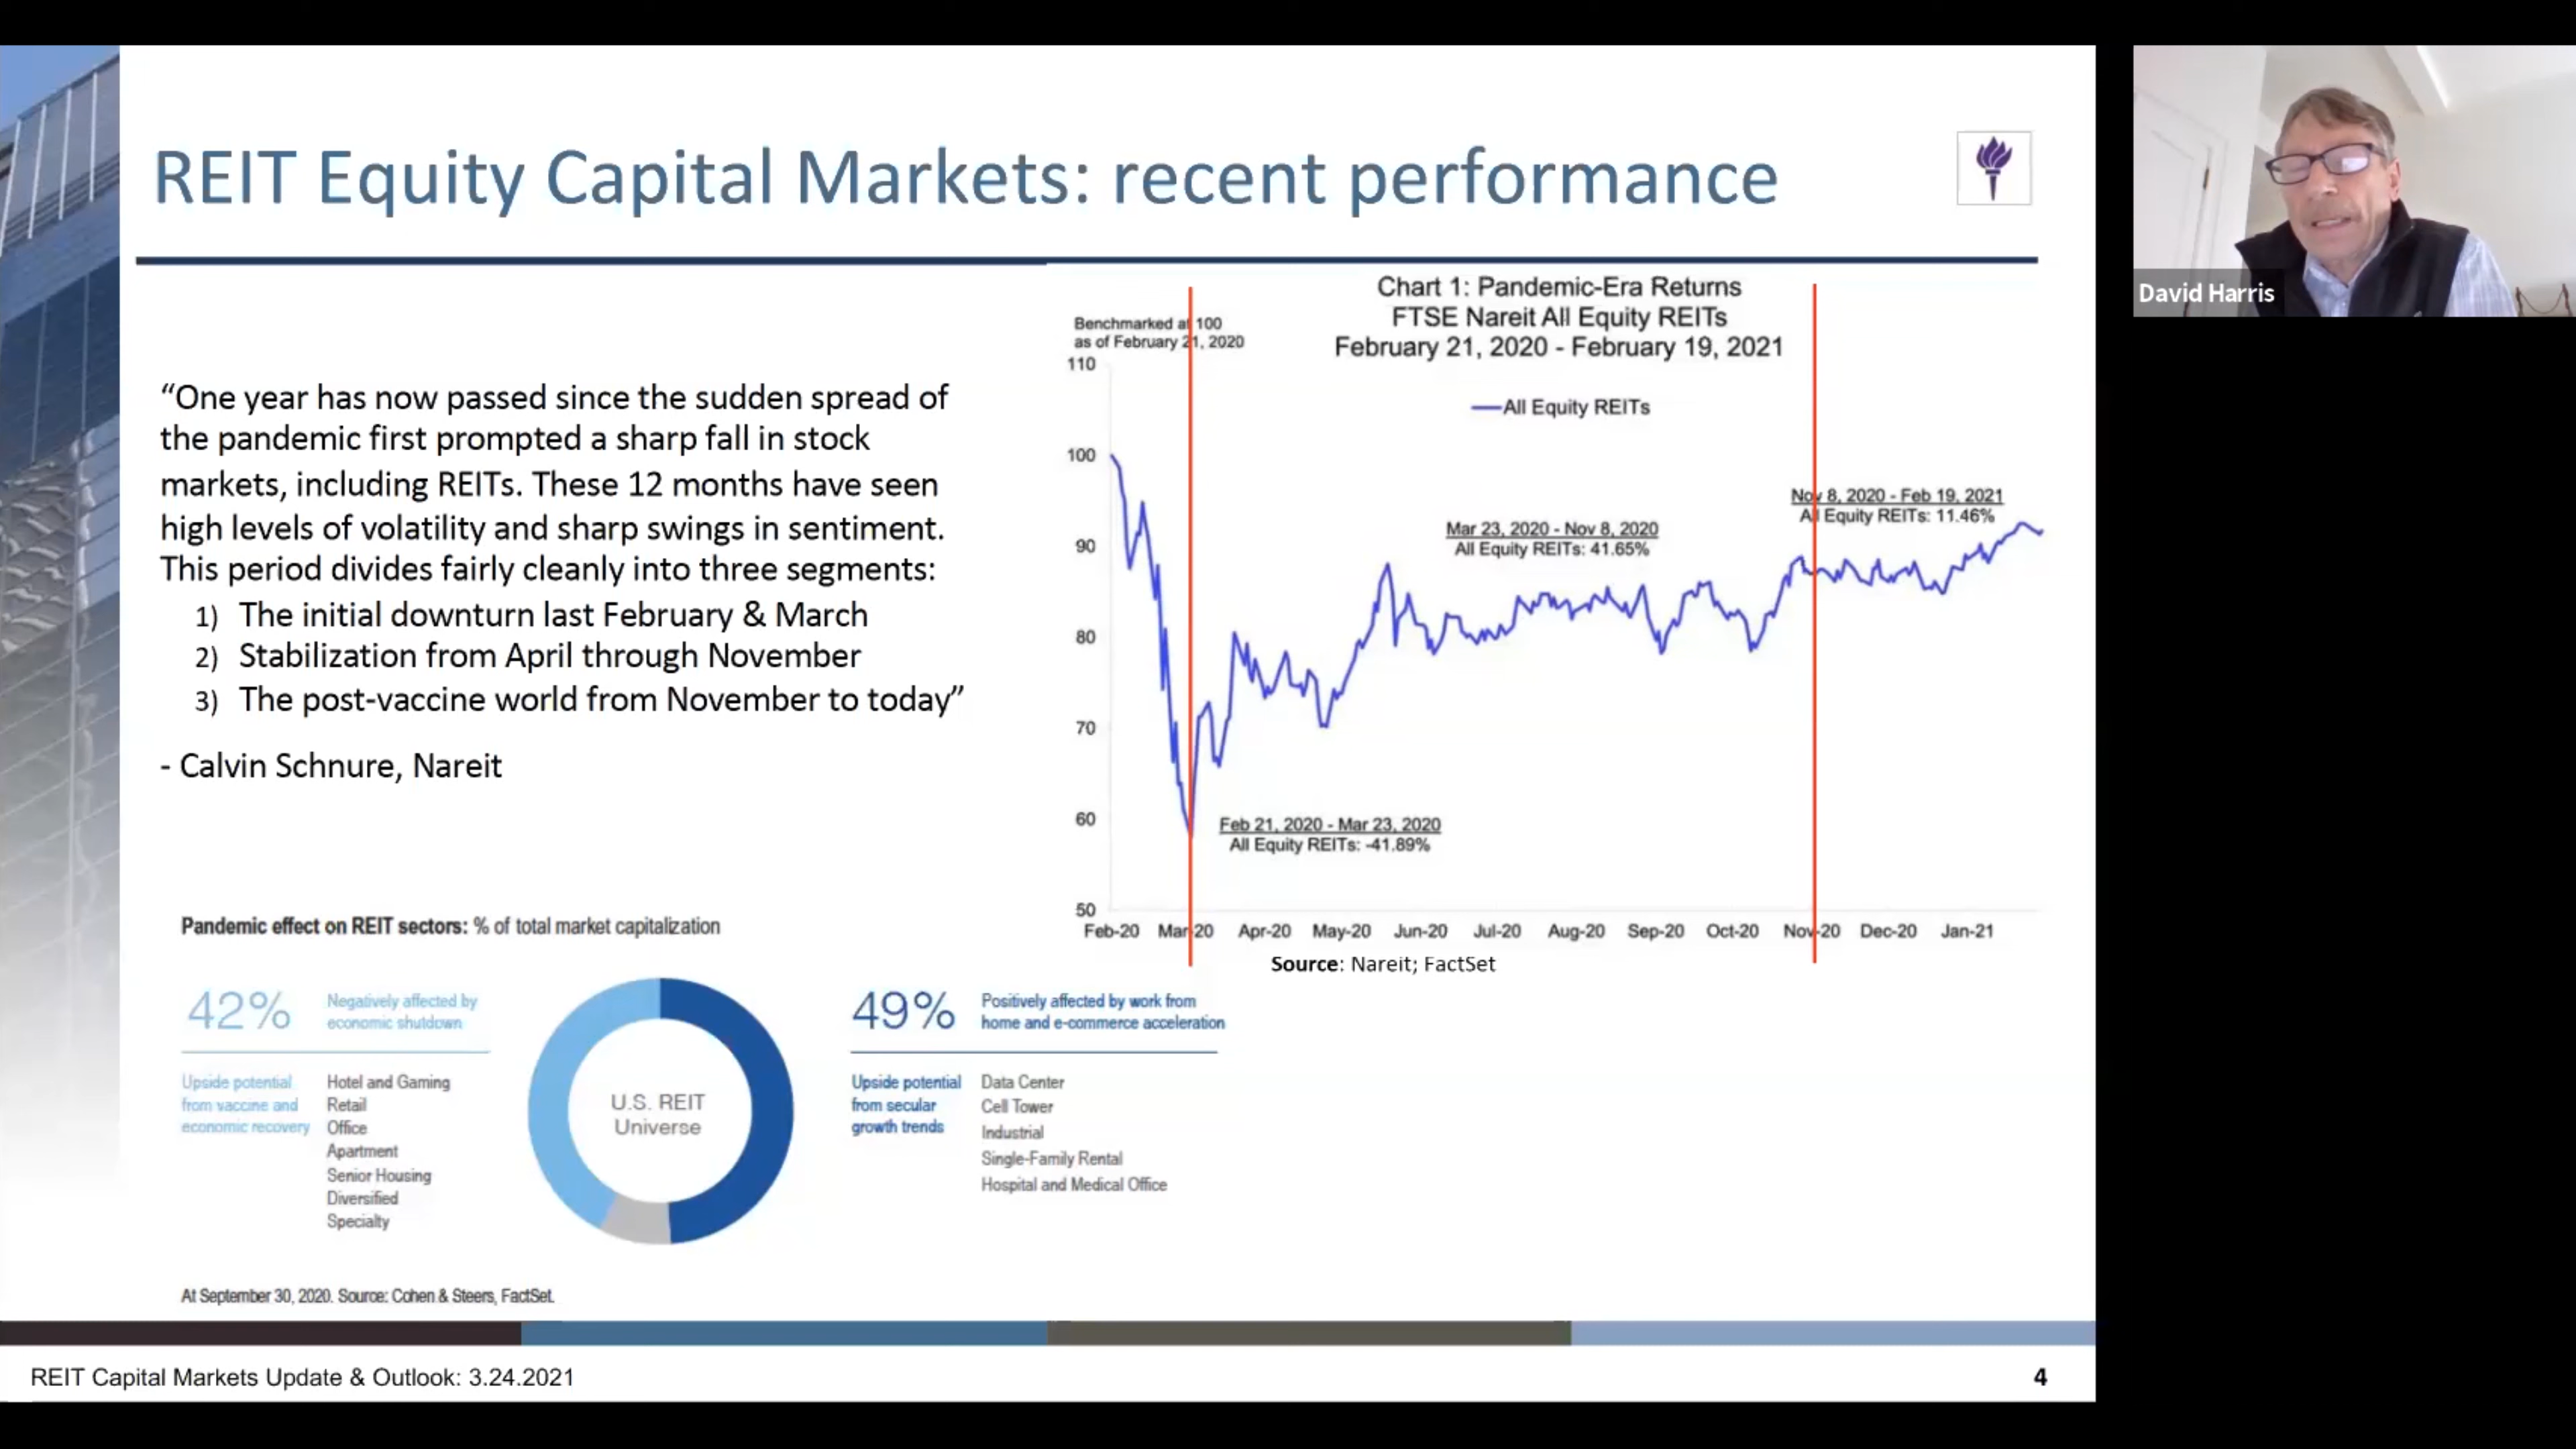 REIT Equity Capital Markets: recent performance
David Harris
“One year has now passed since the sudden spread of
the pandemic first prompted a sharp fall in stock
markets, including REITs. These 12 months have seen
high levels of volatility and sharp swings in sentiment.
This period divides fairly cleanly into three segments:
1) The initial downturn last February & March
2) Stabilization from April through November
3) The post-vaccine world from November to today”
- Calvin Schnure, Nareit
Chart 1: Pandemic-Era Returns
FTSE Nareit All Equity REITs
February 21, 2020 - February 19, 2021
Benchmarked at 100
as of February 21, 2020
All Equity REITs
110
100
90
80
70
60
50
Nov 8, 2020 - Feb 19, 2021
All Equity REITs: 11.46%
Mar 23, 2020 - Nov 8, 2020
All Equity REITs: 41.65%
Feb 21, 2020 - Mar 23, 2020
All Equity REITs: -41.89%
Feb-20 Mar-20 Apr-20 May-20 Jun-20 Jul-20 Aug-20 Sep-20 Oct-20 Nov-20 Dec-20 Jan-21
Source: Nareit; FactSet
Pandemic effect on REIT sectors: % of total market capitalization
42%
Negatively affected by
economic shutdown
Upside potential
from vaccine and
economic recovery
Hotel and Gaming
Retail
Office
Apartment
Senior Housing
Diversified
Specialty
U.S. REIT
Universe
49%
Positively affected by work from
home and e-commerce acceleration
Upside potential
from secular
growth trends
Data Center
Cell Tower
Industrial
Single-Family Rental
Hospital and Medical Office
At September 30, 2020. Source: Cohen & Steers, FactSet.
REIT Capital Markets Update & Outlook: 3.24.2021
4